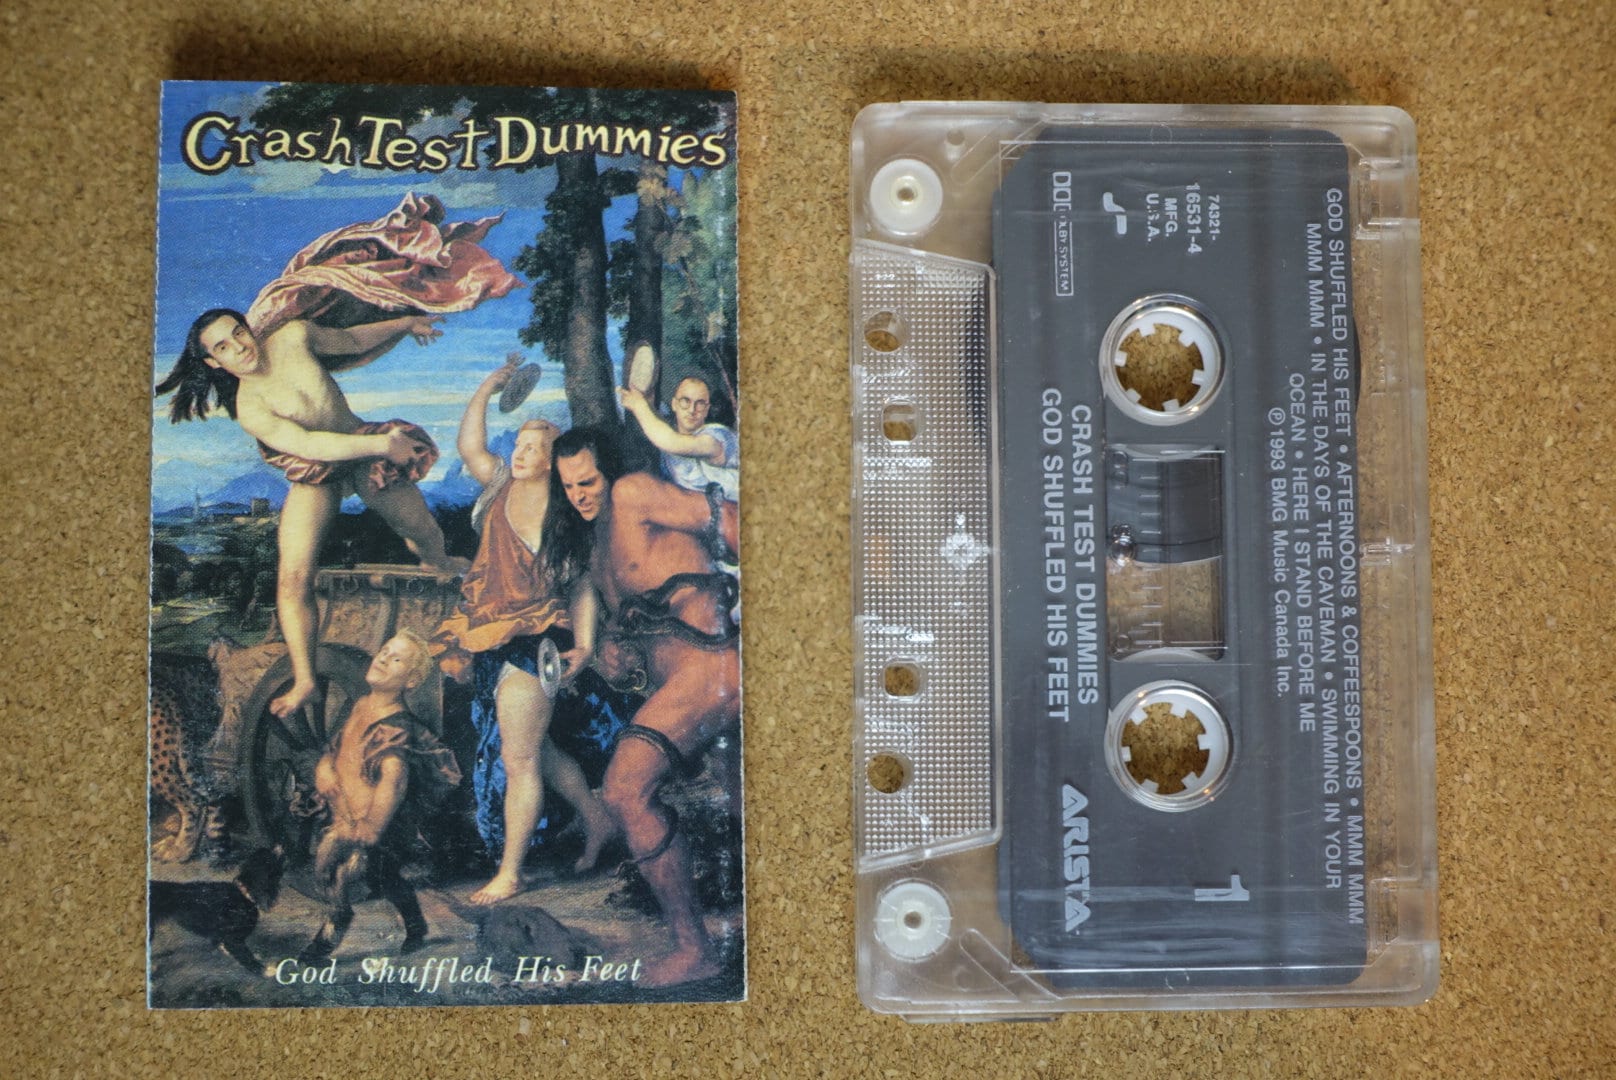 Crash Test Dummies
God Shuffled His Feet
GOD SHUFFLED HIS FEET • AFTERNOONS & COFFEESPOONS • MMM MMM
MMM MMM • IN THE DAYS OF THE CAVEMAN • SWIMMING IN YOUR
OCEAN • HERE I STAND BEFORE ME
℗1993 BMG Music Canada Inc.
74321-
16531-4
MFG.
U.S.A.
1
CRASH TEST DUMMIES
GOD SHUFFLED HIS FEET
ARISTA